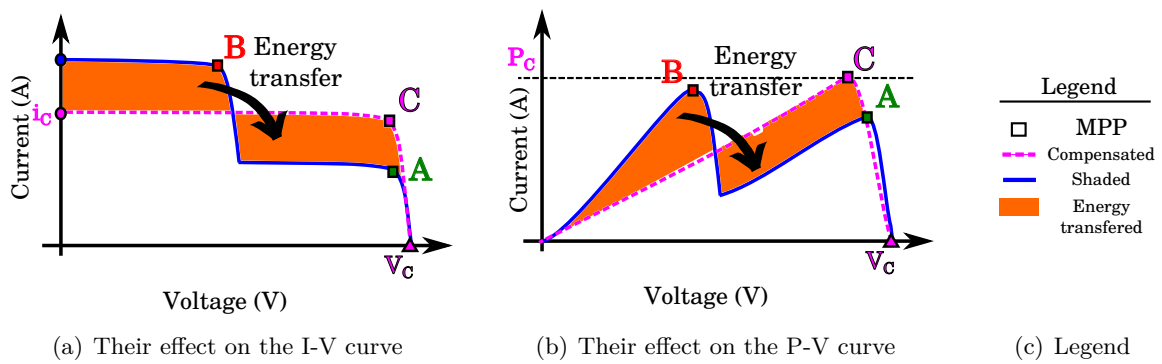 B
Energy
transfer
C
A
i_C
V_C
Current (A)
Voltage (V)
(a) Their effect on the I-V curve
P_C
B
Energy
transfer
C
A
V_C
Current (A)
Voltage (V)
(b) Their effect on the P-V curve
Legend
MPP
Compensated
Shaded
Energy
transfered
(c) Legend